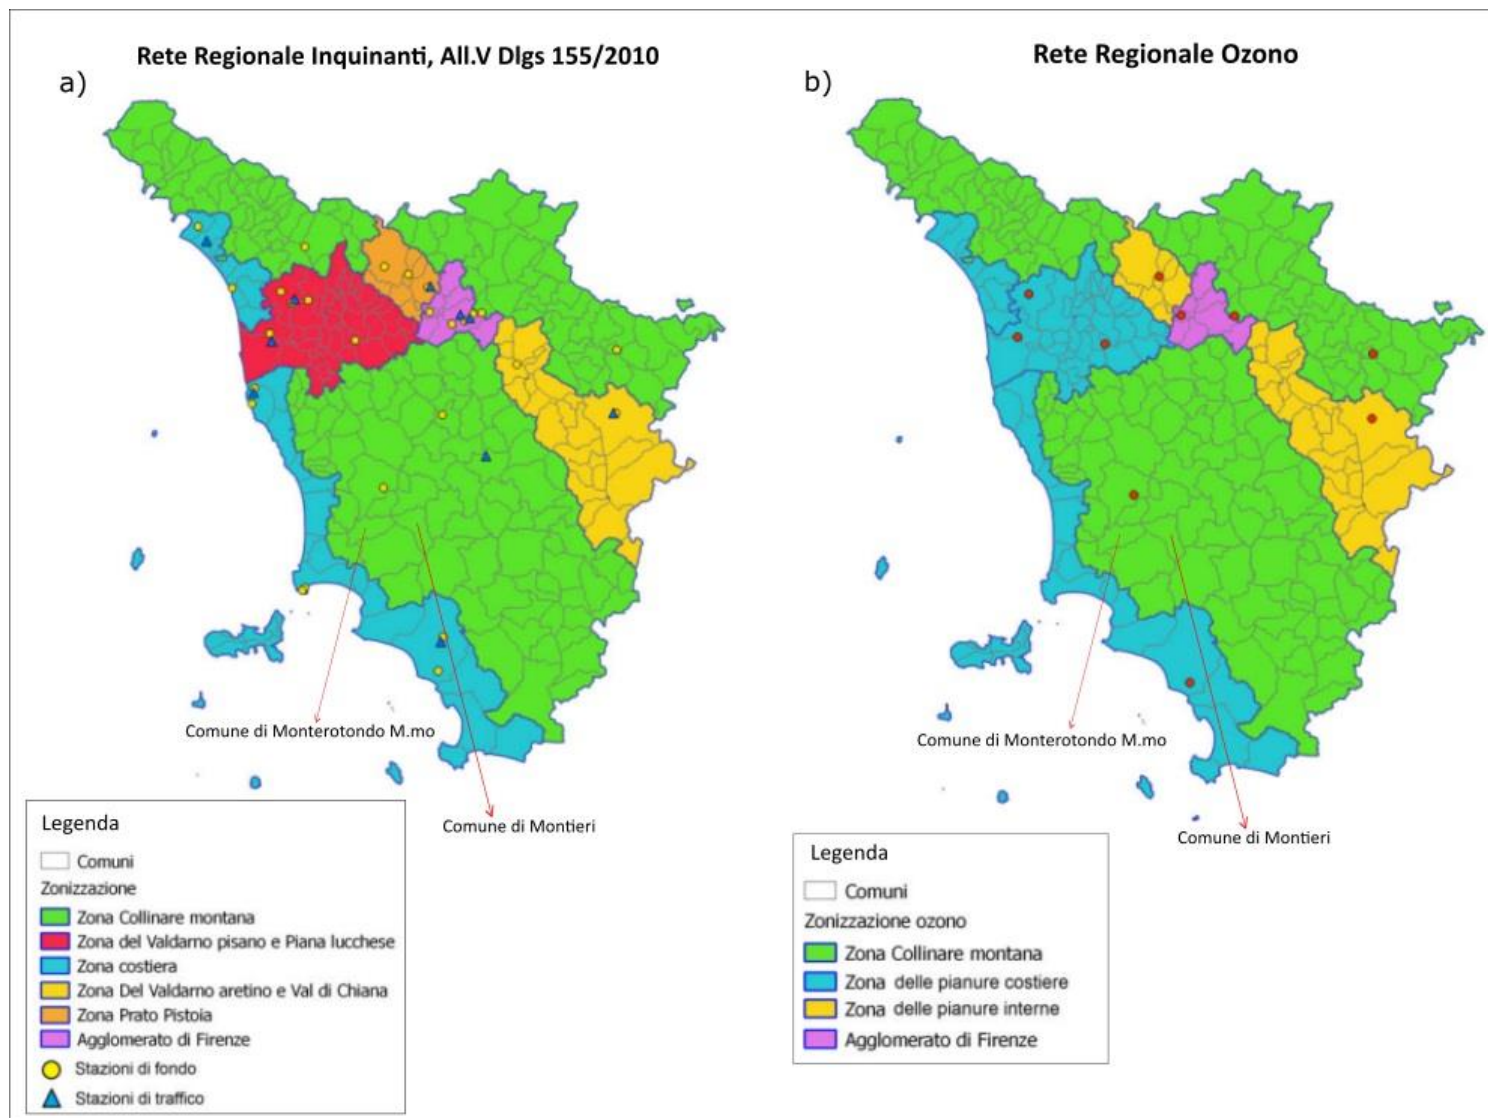 Rete Regionale Inquinanti, All.V Dlgs 155/2010
a)
Comune di Monterotondo M.mo
Comune di Montieri
Legenda
Comuni
Zonizzazione
Zona Collinare montana
Zona del Valdarno pisano e Piana lucchese
Zona costiera
Zona Del Valdarno aretino e Val di Chiana
Zona Prato Pistoia
Agglomerato di Firenze
Stazioni di fondo
Stazioni di traffico
Rete Regionale Ozono
b)
Comune di Monterotondo M.mo
Comune di Montieri
Legenda
Comuni
Zonizzazione ozono
Zona Collinare montana
Zona delle pianure costiere
Zona delle pianure interne
Agglomerato di Firenze